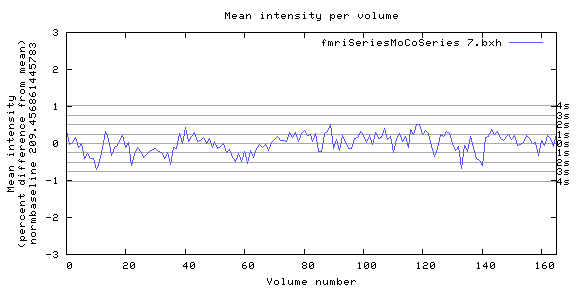 Mean intensity per volume
fmriSeriesMoCoSeries 7.bxh
Mean intensity
(percent difference from mean)
normbaseline 209.456861445783
3
2
1
0
-1
-2
-3
4s
3s
2s
1s
0s
1s
2s
3s
4s
0 20 40 60 80 100 120 140 160
Volume number